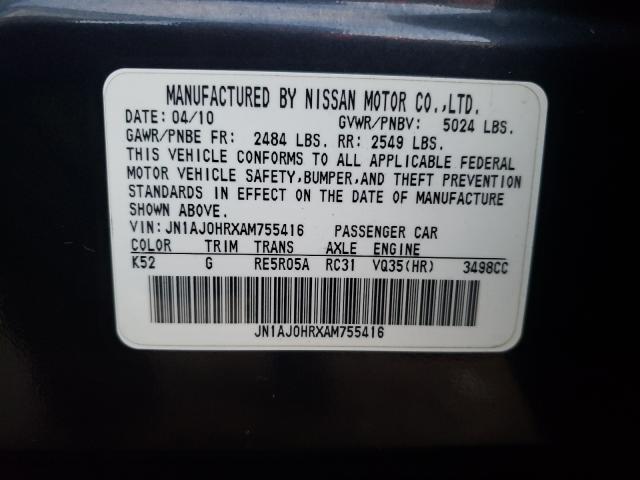 MANUFACTURED BY NISSAN MOTOR CO.,LTD.
DATE: 04/10 GVWR/PNBV: 5024 LBS.
GAWR/PNBE FR: 2484 LBS. RR: 2549 LBS.
THIS VEHICLE CONFORMS TO ALL APPLICABLE FEDERAL
MOTOR VEHICLE SAFETY,BUMPER,AND THEFT PREVENTION
STANDARDS IN EFFECT ON THE DATE OF MANUFACTURE
SHOWN ABOVE.
VIN: JN1AJ0HRXAM755416 PASSENGER CAR
COLOR TRIM TRANS AXLE ENGINE
K52 G RE5R05A RC31 VQ35(HR) 3498CC
JN1AJ0HRXAM755416